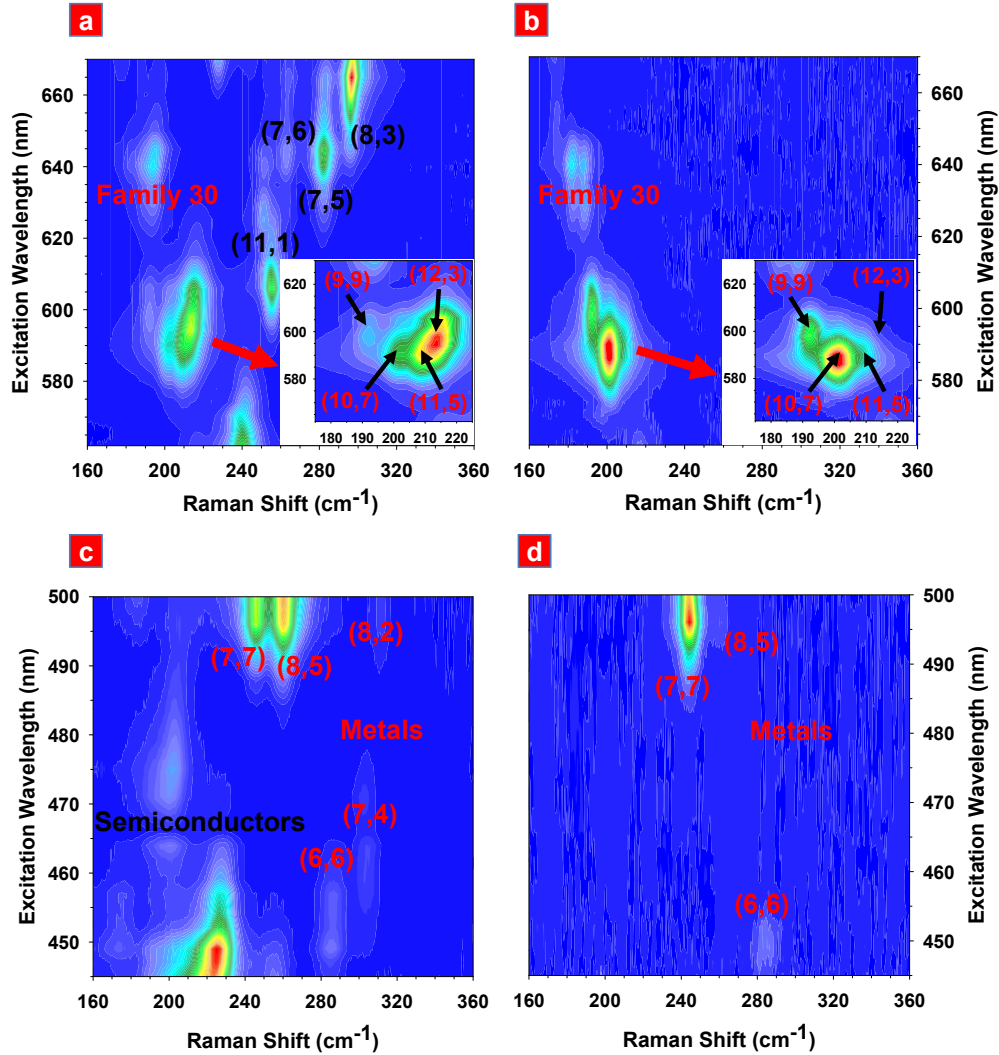 a
b
660
640
620
600
580
Excitation Wavelength (nm)
(7,6)
(8,3)
Family 30
(7,5)
(11,1)
(9,9)
(12,3)
620
600
580
(10,7)
(11,5)
180 190 200 210 220
160 200 240 280 320 360
Raman Shift (cm-1)
Family 30
(9,9)
(12,3)
620
600
580
(10,7)
(11,5)
180 190 200 210 220
660
640
620
600
580
Excitation Wavelength (nm)
160 200 240 280 320 360
Raman Shift (cm-1)
c
d
500
490
480
470
460
450
Excitation Wavelength (nm)
(8,2)
(7,7)
(8,5)
Metals
(7,4)
Semiconductors
(6,6)
160 200 240 280 320 360
Raman Shift (cm-1)
(8,5)
(7,7)
Metals
(6,6)
500
490
480
470
460
450
Excitation Wavelength (nm)
160 200 240 280 320 360
Raman Shift (cm-1)